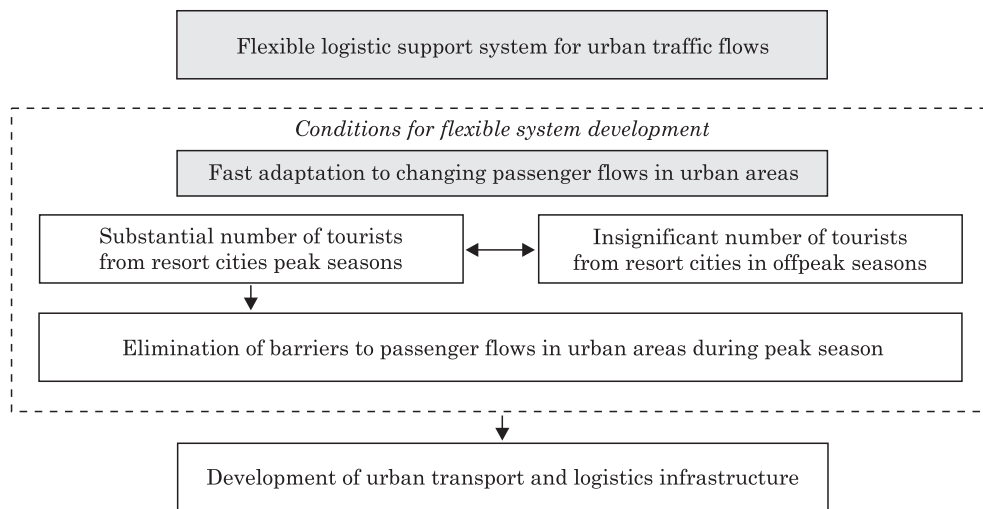 Flexible logistic support system for urban traffic flows
Conditions for flexible system development
Fast adaptation to changing passenger flows in urban areas
Substantial number of tourists
from resort cities peak seasons
Insignificant number of tourists
from resort cities in offpeak seasons
Elimination of barriers to passenger flows in urban areas during peak season
Development of urban transport and logistics infrastructure